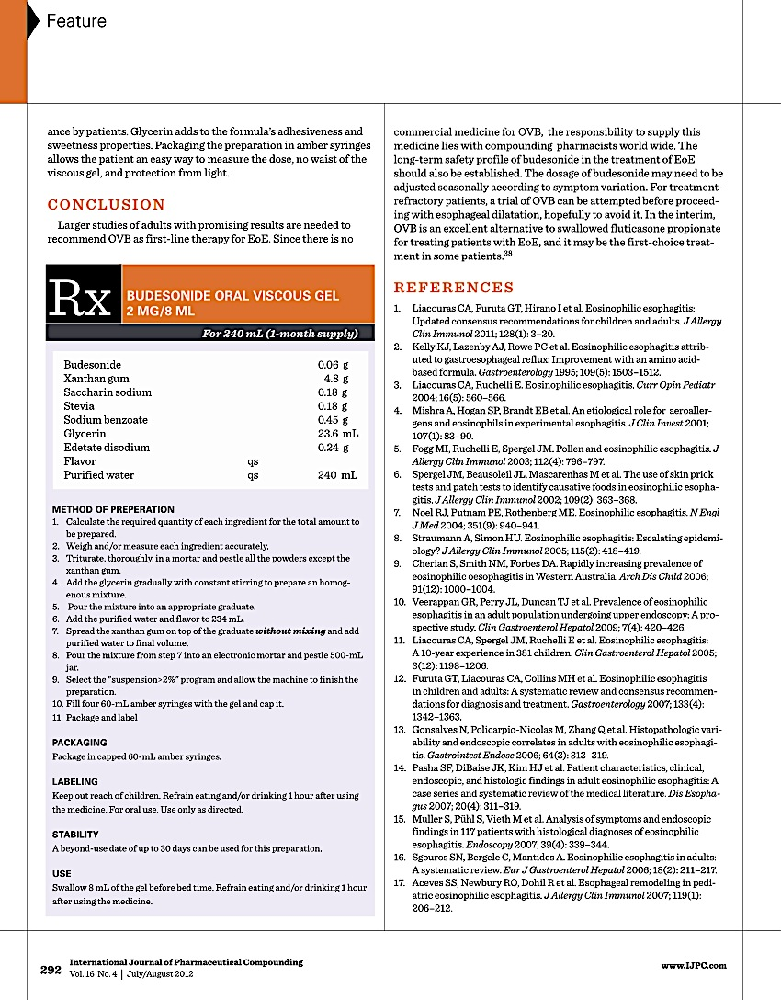 Feature
ance by patients. Glycerin adds to the formula's adhesiveness and
sweetness properties. Packaging the preparation in amber syringes
allows the patient an easy way to measure the dose, no waist of the
viscous gel, and protection from light.
CONCLUSION
Larger studies of adults with promising results are needed to
recommend OVB as first-line therapy for EoE. Since there is no
Rx
BUDESONIDE ORAL VISCOUS GEL
2 MG/8 ML
For 240 mL (1-month supply)
Budesonide 0.06 g
Xanthan gum 4.8 g
Saccharin sodium 0.18 g
Stevia 0.18 g
Sodium benzoate 0.45 g
Glycerin 23.6 mL
Edetate disodium 0.24 g
Flavor qs
Purified water qs 240 mL
METHOD OF PREPERATION
1. Calculate the required quantity of each ingredient for the total amount to
be prepared.
2. Weigh and/or measure each ingredient accurately.
3. Triturate, thoroughly, in a mortar and pestle all the powders except the
xanthan gum.
4. Add the glycerin gradually with constant stirring to prepare an homog-
enous mixture.
5. Pour the mixture into an appropriate graduate.
6. Add the purified water and flavor to 234 mL.
7. Spread the xanthan gum on top of the graduate without mixing and add
purified water to final volume.
8. Pour the mixture from step 7 into an electronic mortar and pestle 500-mL
jar.
9. Select the "suspension>2%" program and allow the machine to finish the
preparation.
10. Fill four 60-mL amber syringes with the gel and cap it.
11. Package and label
PACKAGING
Package in capped 60-mL amber syringes.
LABELING
Keep out reach of children. Refrain eating and/or drinking 1 hour after using
the medicine. For oral use. Use only as directed.
STABILITY
A beyond-use date of up to 30 days can be used for this preparation.
USE
Swallow 8 mL of the gel before bed time. Refrain eating and/or drinking 1 hour
after using the medicine.
commercial medicine for OVB, the responsibility to supply this
medicine lies with compounding pharmacists world wide. The
long-term safety profile of budesonide in the treatment of EoE
should also be established. The dosage of budesonide may need to be
adjusted seasonally according to symptom variation. For treatment-
refractory patients, a trial of OVB can be attempted before proceed-
ing with esophageal dilatation, hopefully to avoid it. In the interim,
OVB is an excellent alternative to swallowed fluticasone propionate
for treating patients with EoE, and it may be the first-choice treat-
ment in some patients.38
REFERENCES
1. Liacouras CA, Furuta GT, Hirano I et al. Eosinophilic esophagitis:
Updated consensus recommendations for children and adults. J Allergy
Clin Immunol 2011; 128(1): 3–20.
2. Kelly KJ, Lazenby AJ, Rowe PC et al. Eosinophilic esophagitis attrib-
uted to gastroesophageal reflux: Improvement with an amino acid-
based formula. Gastroenterology 1995; 109(5): 1503–1512.
3. Liacouras CA, Ruchelli E. Eosinophilic esophagitis. Curr Opin Pediatr
2004; 16(5): 560–566.
4. Mishra A, Hogan SP, Brandt EB et al. An etiological role for aeroaller-
gens and eosinophils in experimental esophagitis. J Clin Invest 2001;
107(1): 83–90.
5. Fogg MI, Ruchelli E, Spergel JM. Pollen and eosinophilic esophagitis. J
Allergy Clin Immunol 2003; 112(4): 796–797.
6. Spergel JM, Beausoleil JL, Mascarenhas M et al. The use of skin prick
tests and patch tests to identify causative foods in eosinophilic esopha-
gitis. J Allergy Clin Immunol 2002; 109(2): 363–368.
7. Noel RJ, Putnam PE, Rothenberg ME. Eosinophilic esophagitis. N Engl
J Med 2004; 351(9): 940–941.
8. Straumann A, Simon HU. Eosinophilic esophagitis: Escalating epidemi-
ology? J Allergy Clin Immunol 2005; 115(2): 418–419.
9. Cherian S, Smith NM, Forbes DA. Rapidly increasing prevalence of
eosinophilic oesophagitis in Western Australia. Arch Dis Child 2006;
91(12): 1000–1004.
10. Veerappan GR, Perry JL, Duncan TJ et al. Prevalence of eosinophilic
esophagitis in an adult population undergoing upper endoscopy: A pro-
spective study. Clin Gastroenterol Hepatol 2009; 7(4): 420–426.
11. Liacouras CA, Spergel JM, Ruchelli E et al. Eosinophilic esophagitis:
A 10-year experience in 381 children. Clin Gastroenterol Hepatol 2005;
3(12): 1198–1206.
12. Furuta GT, Liacouras CA, Collins MH et al. Eosinophilic esophagitis
in children and adults: A systematic review and consensus recommen-
dations for diagnosis and treatment. Gastroenterology 2007; 133(4):
1342–1363.
13. Gonsalves N, Policarpio-Nicolas M, Zhang Q et al. Histopathologic vari-
ability and endoscopic correlates in adults with eosinophilic esophagi-
tis. Gastrointest Endosc 2006; 64(3): 313–319.
14. Pasha SF, DiBaise JK, Kim HJ et al. Patient characteristics, clinical,
endoscopic, and histologic findings in adult eosinophilic esophagitis: A
case series and systematic review of the medical literature. Dis Esopha-
gus 2007; 20(4): 311–319.
15. Muller S, Pühl S, Vieth M et al. Analysis of symptoms and endoscopic
findings in 117 patients with histological diagnoses of eosinophilic
esophagitis. Endoscopy 2007; 39(4): 339–344.
16. Sgouros SN, Bergele C, Mantides A. Eosinophilic esophagitis in adults:
A systematic review. Eur J Gastroenterol Hepatol 2006; 18(2): 211–217.
17. Aceves SS, Newbury RO, Dohil R et al. Esophageal remodeling in pedi-
atric eosinophilic esophagitis. J Allergy Clin Immunol 2007; 119(1):
206–212.
292
International Journal of Pharmaceutical Compounding
Vol. 16 No. 4 | July/August 2012
www.IJPC.com